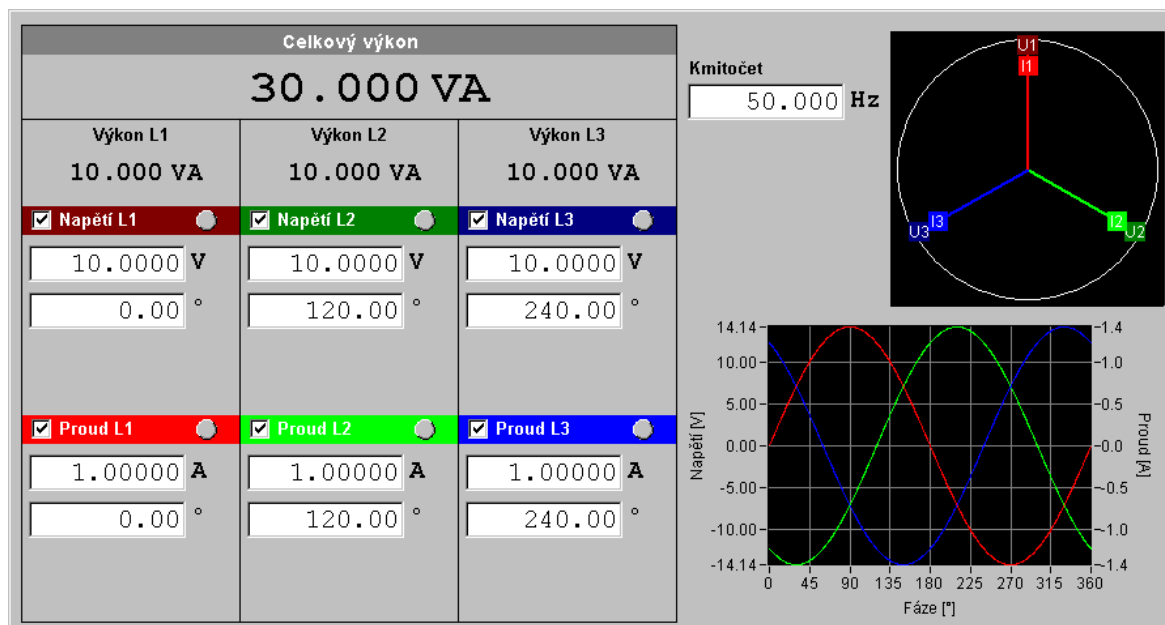 Celkový výkon
30.000 VA
Výkon L1 Výkon L2 Výkon L3
10.000 VA 10.000 VA 10.000 VA
Napětí L1 Napětí L2 Napětí L3
10.0000 V 10.0000 V 10.0000 V
0.00 ° 120.00 ° 240.00 °
Proud L1 Proud L2 Proud L3
1.00000 A 1.00000 A 1.00000 A
0.00 ° 120.00 ° 240.00 °
Kmitočet
50.000 Hz
U1
I1
I3 I2
U3 U2
14.14 -1.4
10.00 -1.0
5.00 -0.5
0.00 -0.0
-5.00 -0.5
-10.00 -1.0
-14.14 -1.4
Napětí [V]
Proud [A]
0 45 90 135 180 225 270 315 360
Fáze [°]